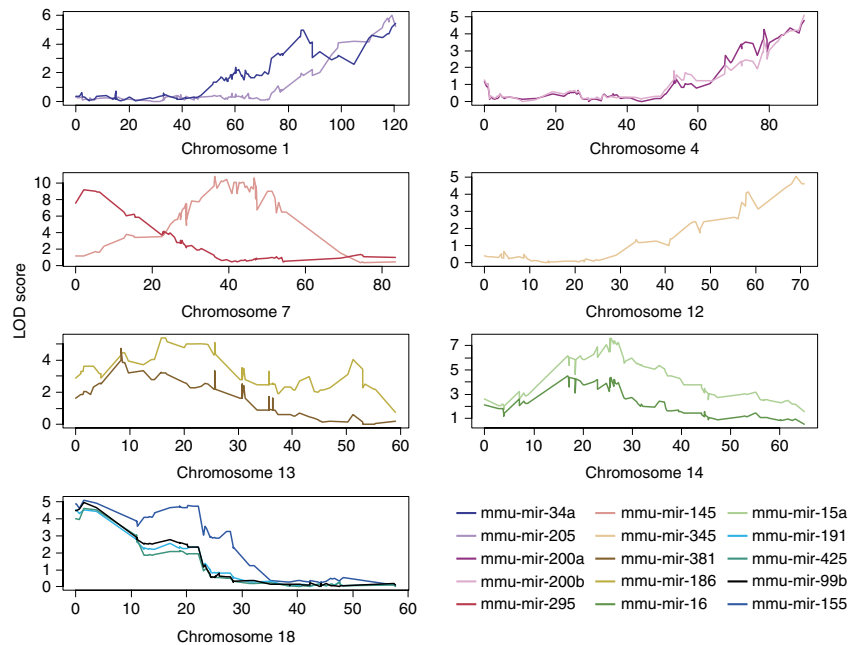 6
4
2
0
0 20 40 60 80 100 120
Chromosome 1
5
4
3
2
1
0
0 20 40 60 80
Chromosome 4
LOD score
10
8
6
4
2
0
0 20 40 60 80
Chromosome 7
5
4
3
2
1
0
0 10 20 30 40 50 60 70
Chromosome 12
4
2
0
0 10 20 30 40 50 60
Chromosome 13
7
5
3
1
0 10 20 30 40 50 60
Chromosome 14
5
4
3
2
1
0
0 10 20 30 40 50 60
Chromosome 18
mmu-mir-34a mmu-mir-145 mmu-mir-15a
mmu-mir-205 mmu-mir-345 mmu-mir-191
mmu-mir-200a mmu-mir-381 mmu-mir-425
mmu-mir-200b mmu-mir-186 mmu-mir-99b
mmu-mir-295 mmu-mir-16 mmu-mir-155